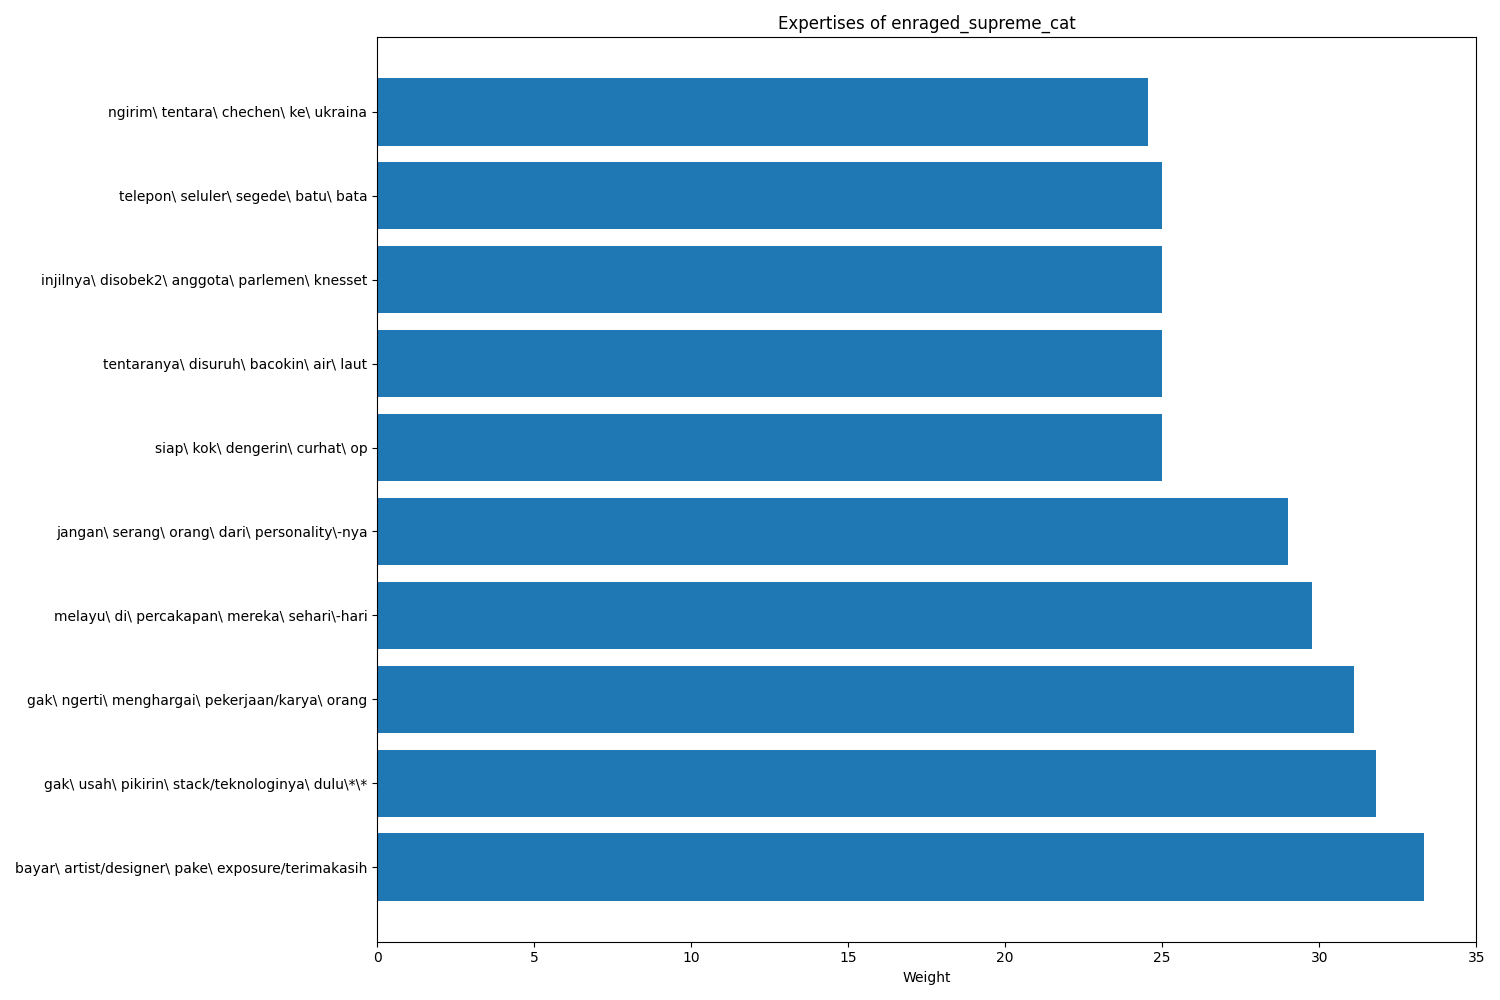 Expertises of enraged_supreme_cat
ngirim\ tentara\ chechen\ ke\ ukraina
telepon\ seluler\ segede\ batu\ bata
injilnya\ disobek2\ anggota\ parlemen\ knesset
tentaranya\ disuruh\ bacokin\ air\ laut
siap\ kok\ dengerin\ curhat\ op
jangan\ serang\ orang\ dari\ personality\-nya
melayu\ di\ percakapan\ mereka\ sehari\-hari
gak\ ngerti\ menghargai\ pekerjaan/karya\ orang
gak\ usah\ pikirin\ stack/teknologinya\ dulu\*\*
bayar\ artist/designer\ pake\ exposure/terimakasih
0 5 10 15 20 25 30 35
Weight